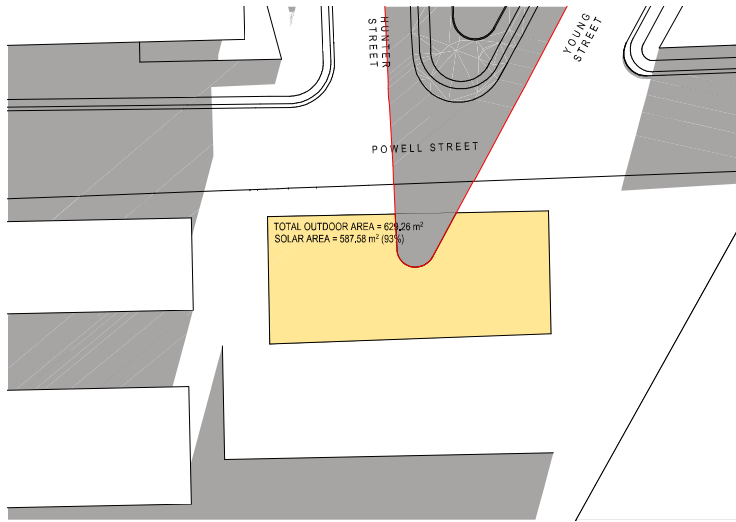 HUNTER
STREET
YOUNG
STREET
POWELL STREET
TOTAL OUTDOOR AREA = 629.26 m²
SOLAR AREA = 587.58 m² (93%)